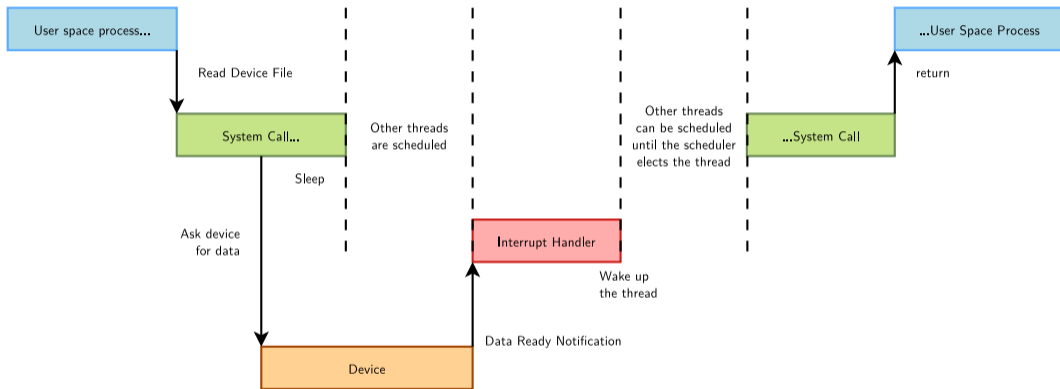 User space process...
...User Space Process
Read Device File
return
System Call...
Other threads
are scheduled
Other threads
can be scheduled
until the scheduler
elects the thread
...System Call
Sleep
Ask device
for data
Interrupt Handler
Wake up
the thread
Data Ready Notification
Device